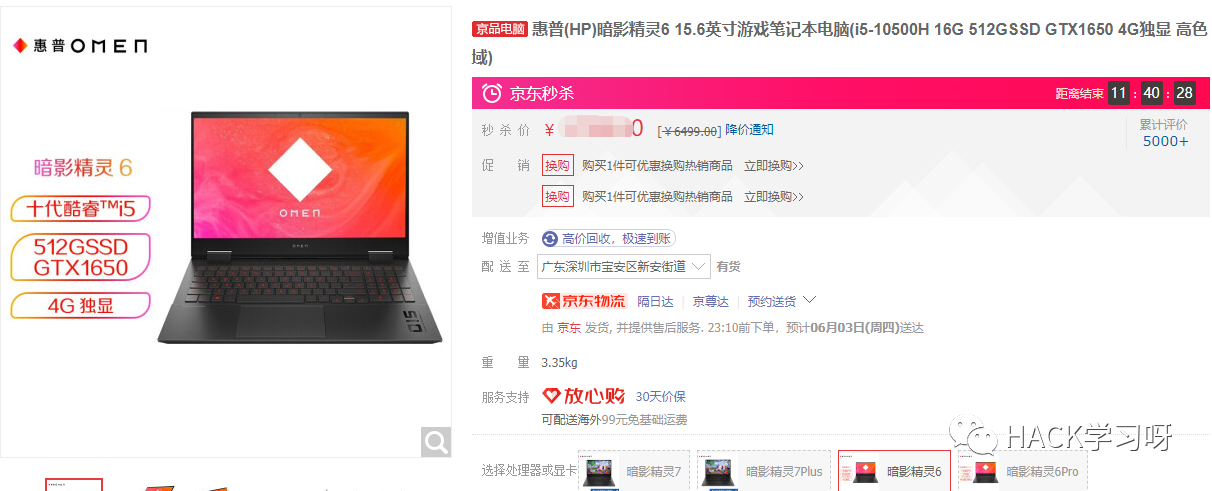 惠普OMEN
暗影精灵 6
十代酷睿™i5
512GSSD
GTX1650
4G 独显
OMEN
京品电脑 惠普(HP)暗影精灵6 15.6英寸游戏笔记本电脑(i5-10500H 16G 512GSSD GTX1650 4G独显 高色
域)
京东秒杀 距离结束 11 : 40 : 28
秒杀价 ¥ 0 [¥6499.00] 降价通知 累计评价
5000+
促销 换购 购买1件可优惠换购热销商品 立即换购>>
换购 购买1件可优惠换购热销商品 立即换购>>
增值业务 高价回收，极速到账
配送至 广东深圳市宝安区新安街道 有货
京东物流 隔日达 京尊达 预约送货
由 京东 发货, 并提供售后服务. 23:10前下单，预计06月03日(周四)送达
重量 3.35kg
服务支持 放心购 30天价保
可配送海外99元免基础运费
HACK学习呀
选择处理器或显卡 暗影精灵7 暗影精灵7Plus 暗影精灵6 暗影精灵6Pro